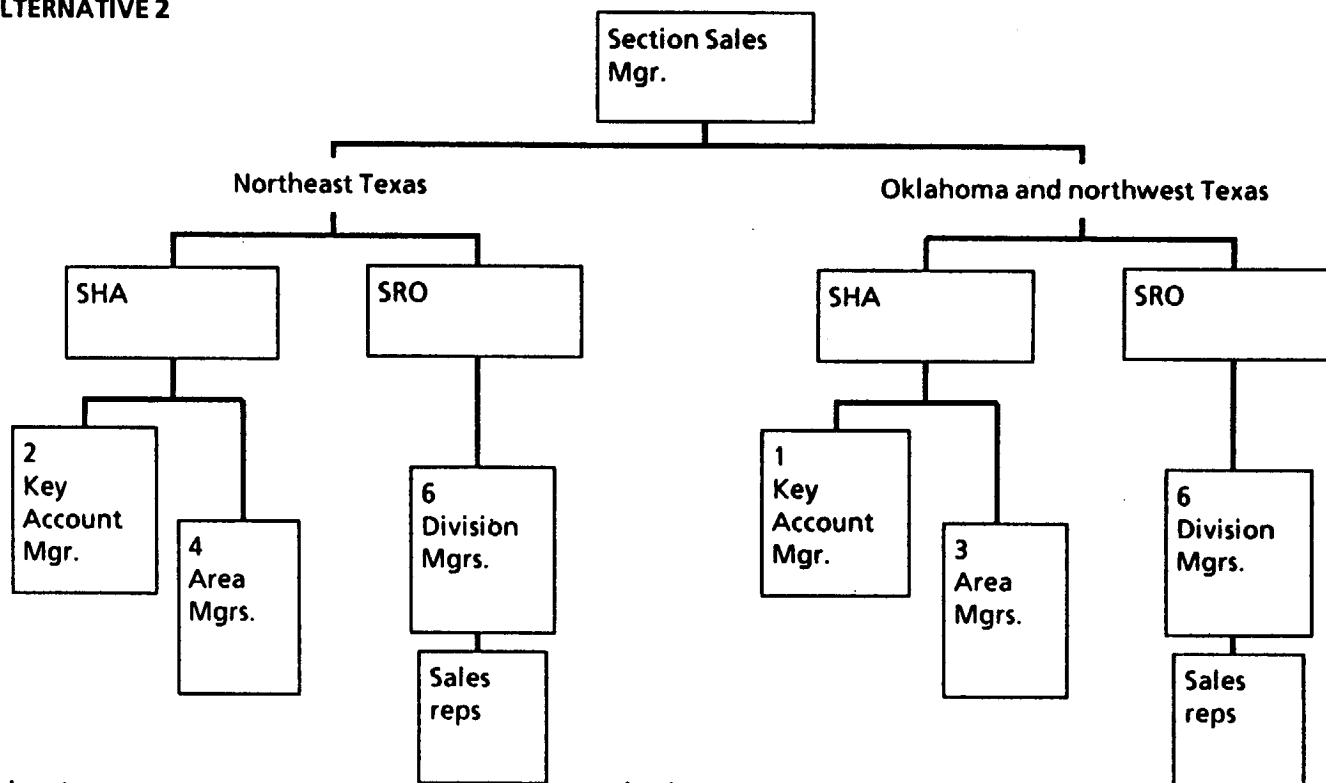 LTERNATIVE 2
Section Sales
Mgr.
Northeast Texas
Oklahoma and northwest Texas
SHA
SRO
SHA
SRO
2
Key
Account
Mgr.
4
Area
Mgrs.
6
Division
Mgrs.
Sales
reps
1
Key
Account
Mgr.
3
Area
Mgrs.
6
Division
Mgrs.
Sales
reps